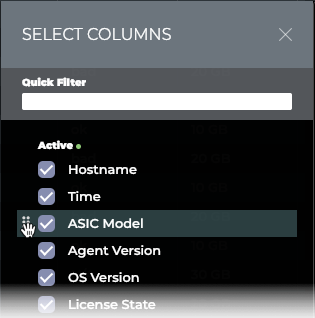 SELECT COLUMNS
Quick Filter
Active
Hostname
Time
ASIC Model
Agent Version
OS Version
License State